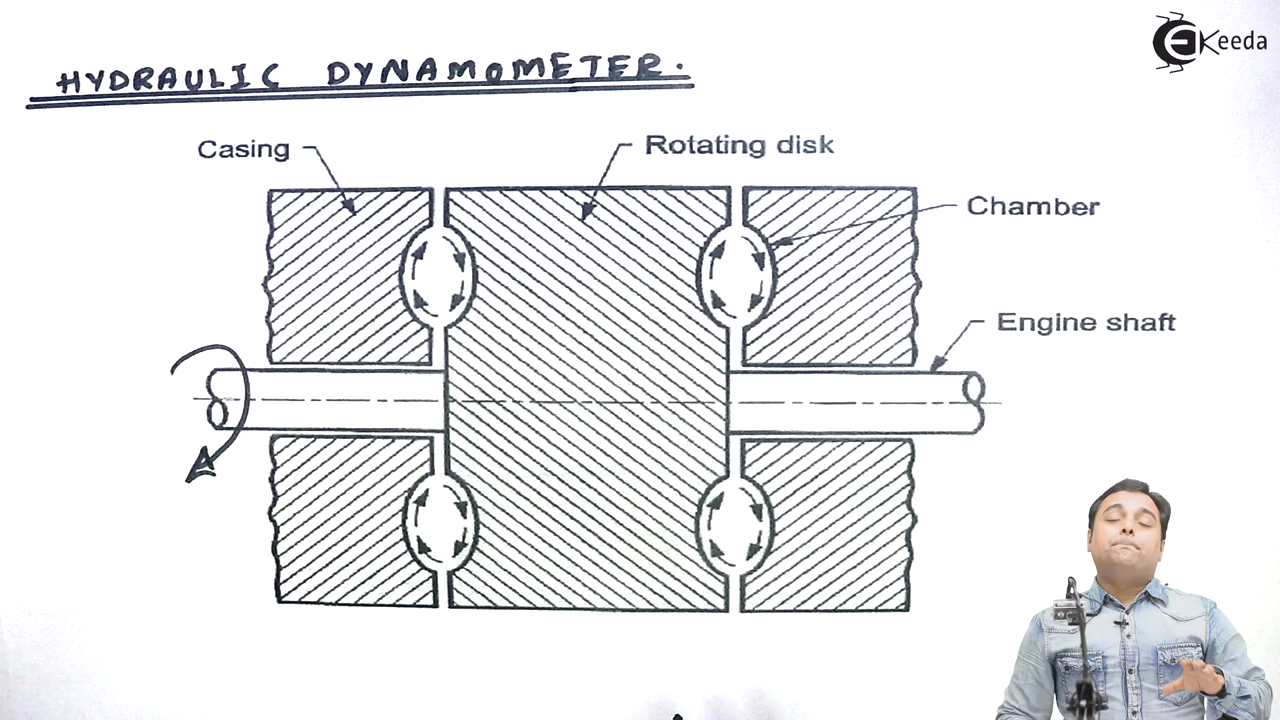 Ekeeda
HYDRAULIC DYNAMOMETER.
Casing
Rotating disk
Chamber
Engine shaft